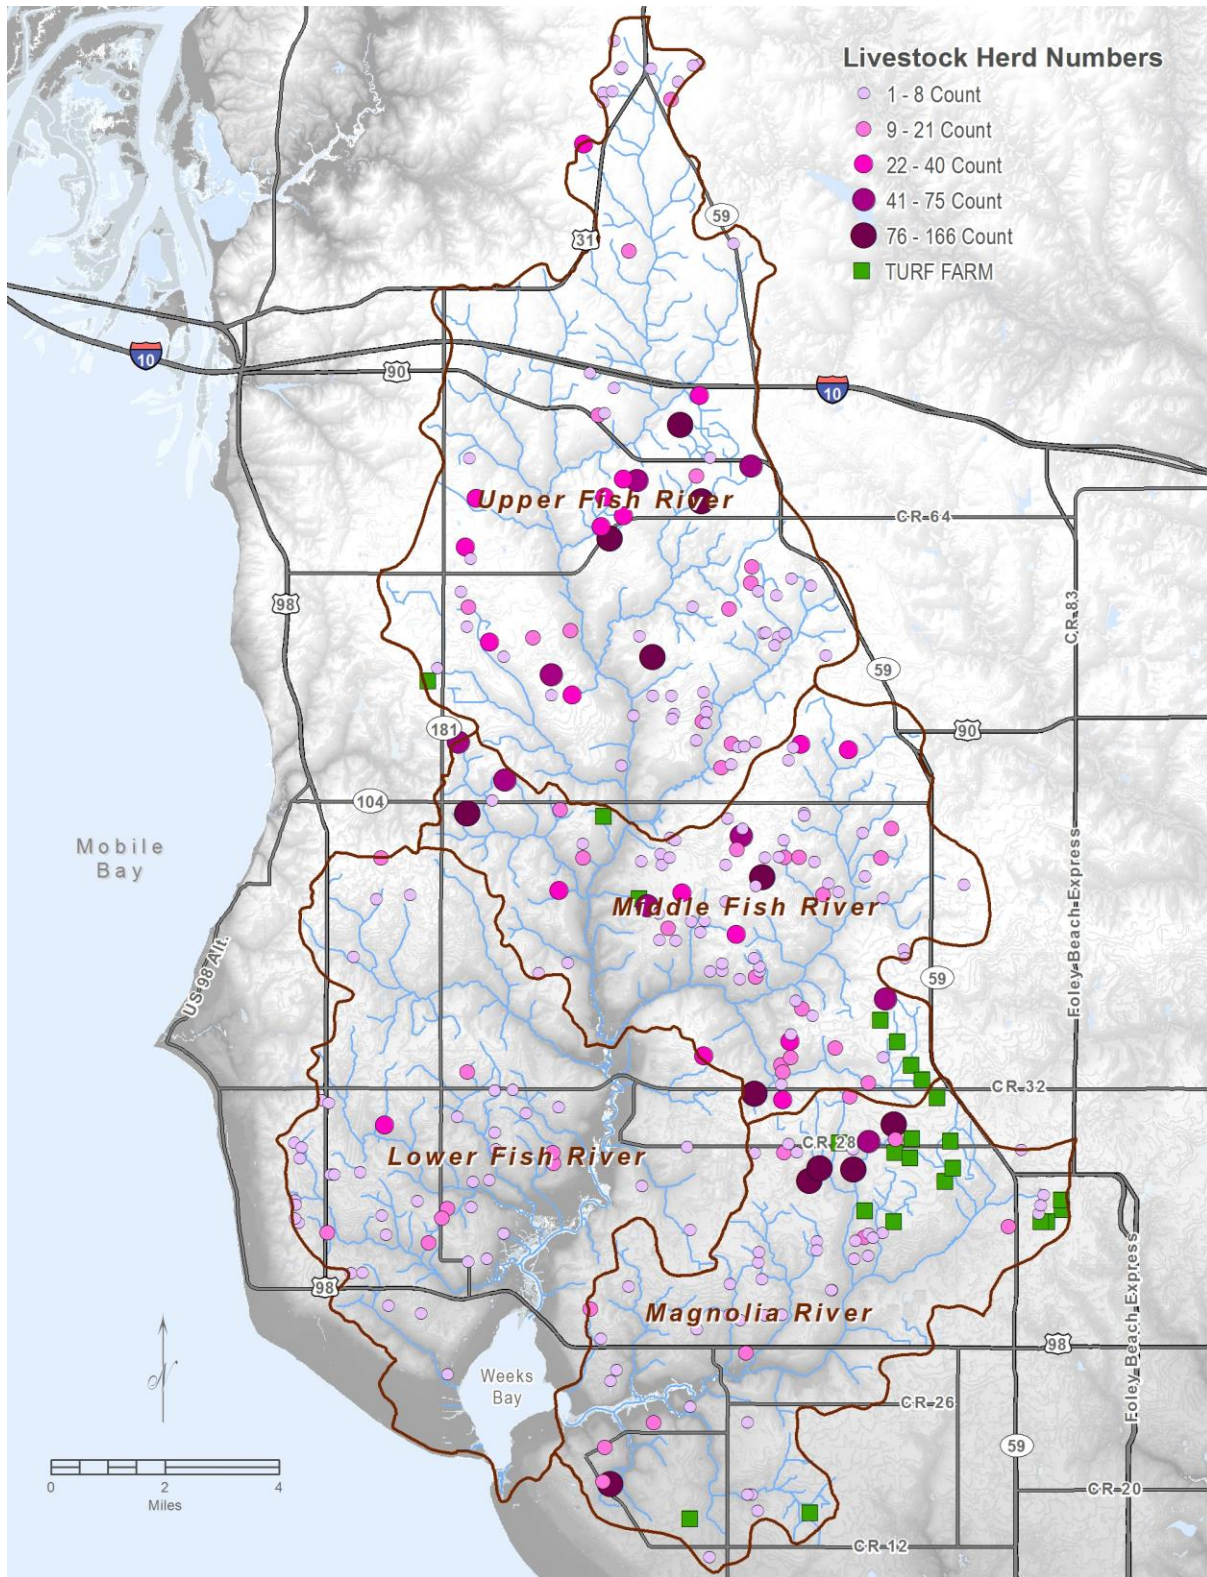 Livestock Herd Numbers
1 - 8 Count
9 - 21 Count
22 - 40 Count
41 - 75 Count
76 - 166 Count
TURF FARM
59
31
10
90
10
Upper Fish River
CR 64
98
CR 83
59
181
90
104
Mobile
Bay
Middle Fish River
US 98 Alt.
59
Foley Beach Express
CR 32
CR 28
Lower Fish River
98
Magnolia River
98
Foley Beach Express
Weeks
Bay
CR 26
N
59
0
2
4
Miles
CR 20
CR 12